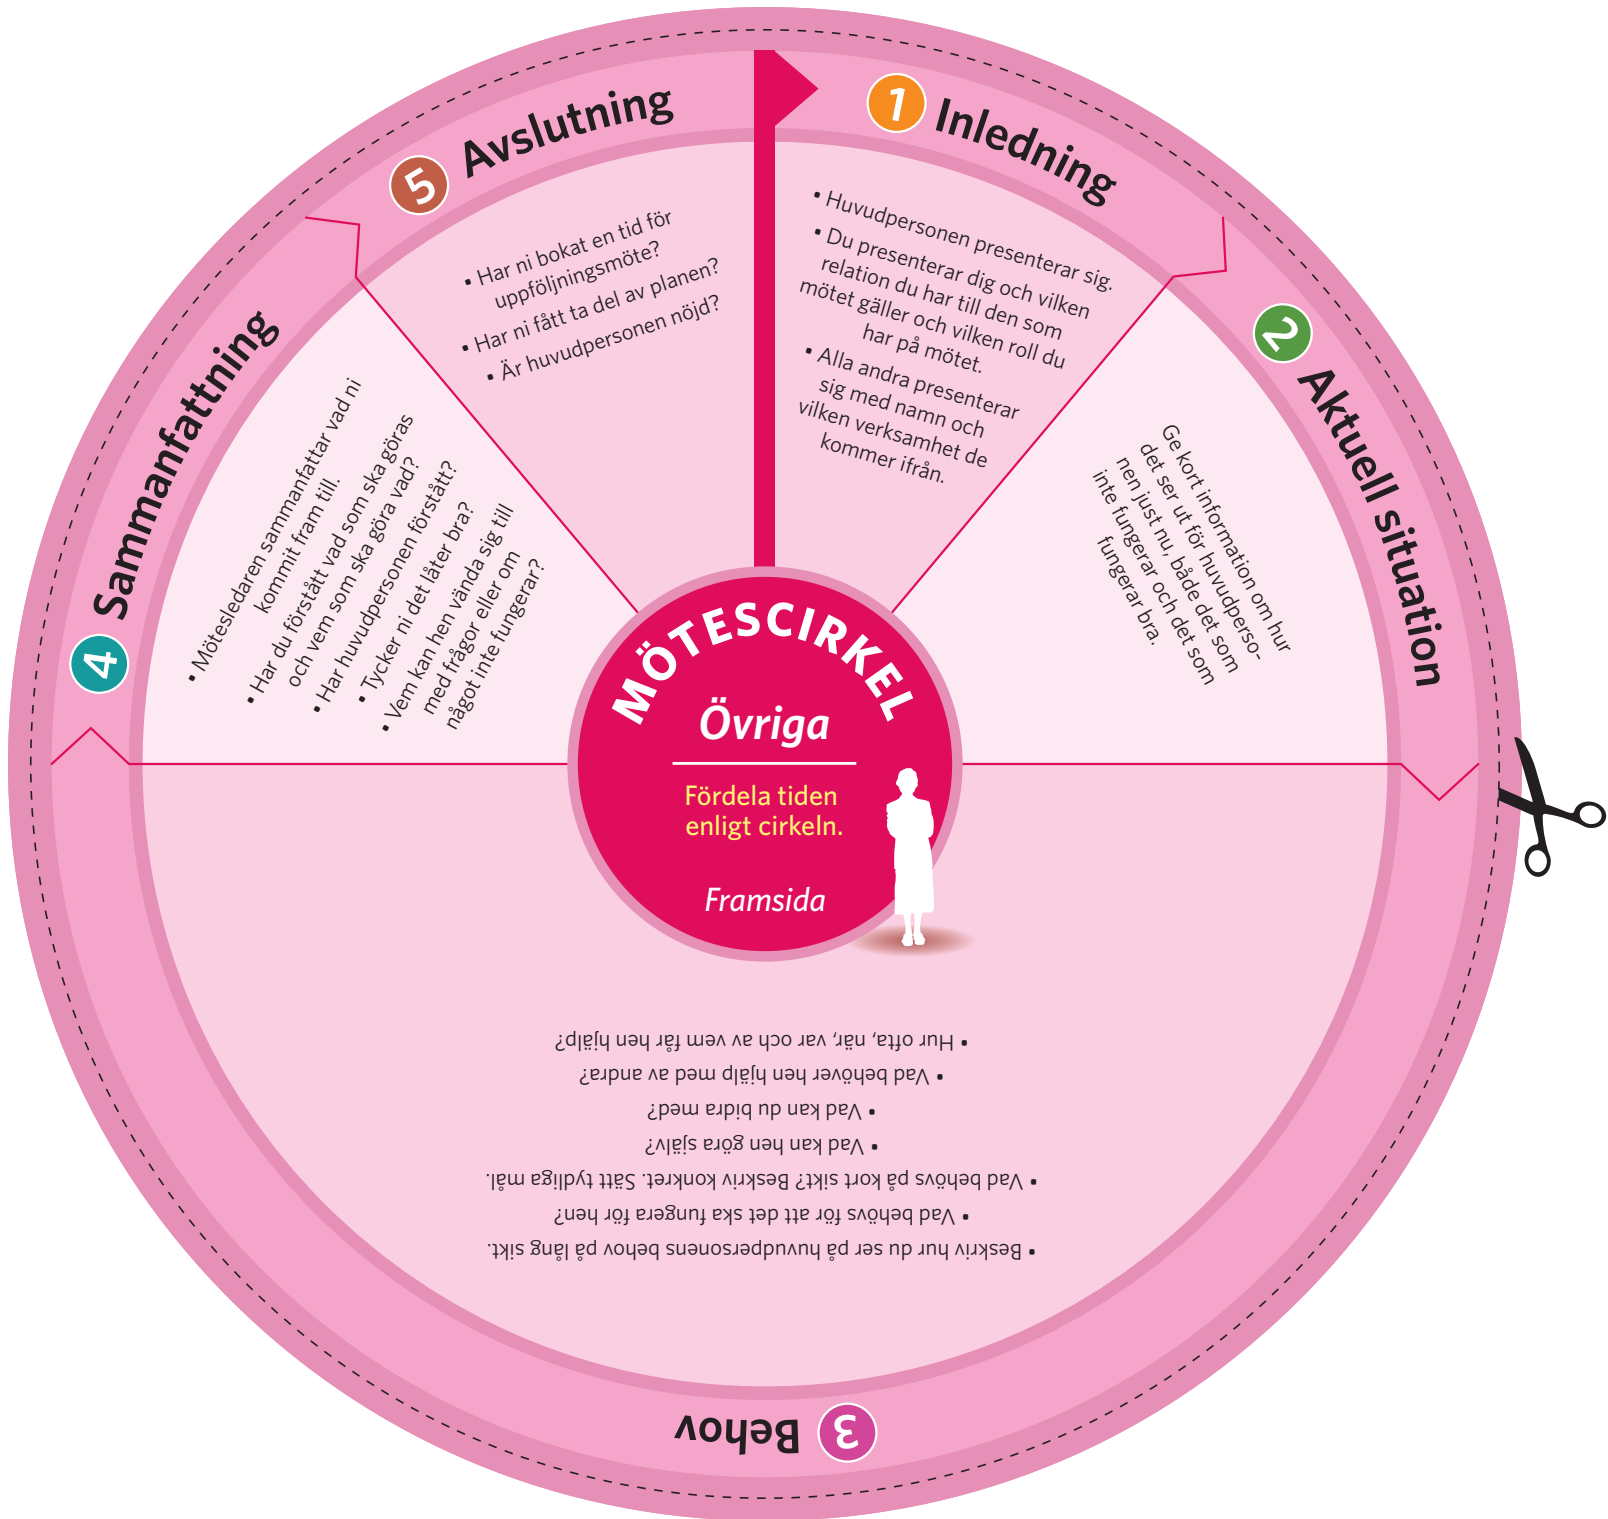 MÖTESCIRKEL
Övriga
Fördela tiden
enligt cirkeln.
Framsida
1 Inledning
• Huvudpersonen presenterar sig.
• Du presenterar dig och vilken
relation du har till den som
mötet gäller och vilken roll du
har på mötet.
• Alla andra presenterar
sig med namn och
vilken verksamhet de
kommer ifrån.
2 Aktuell situation
Ge kort information om hur
det ser ut för huvudperso-
nen just nu, både det som
inte fungerar och det som
fungerar bra.
3 Behov
• Beskriv hur du ser på huvudpersonens behov på lång sikt.
• Vad behövs för att det ska fungera för hen?
• Vad behövs på kort sikt? Beskriv konkret. Sätt tydliga mål.
• Vad kan hen göra själv?
• Vad kan du bidra med?
• Vad behöver hen hjälp med av andra?
• Hur ofta, när, var och av vem får hen hjälp?
4 Sammanfattning
• Mötesledaren sammanfattar vad ni
kommit fram till.
• Har du förstått vad som ska göras
och vem som ska göra vad?
• Har huvudpersonen förstått?
• Tycker ni det låter bra?
• Vem kan hen vända sig till
med frågor eller om
något inte fungerar?
5 Avslutning
• Har ni bokat en tid för
uppföljningsmöte?
• Har ni fått ta del av planen?
• Är huvudpersonen nöjd?